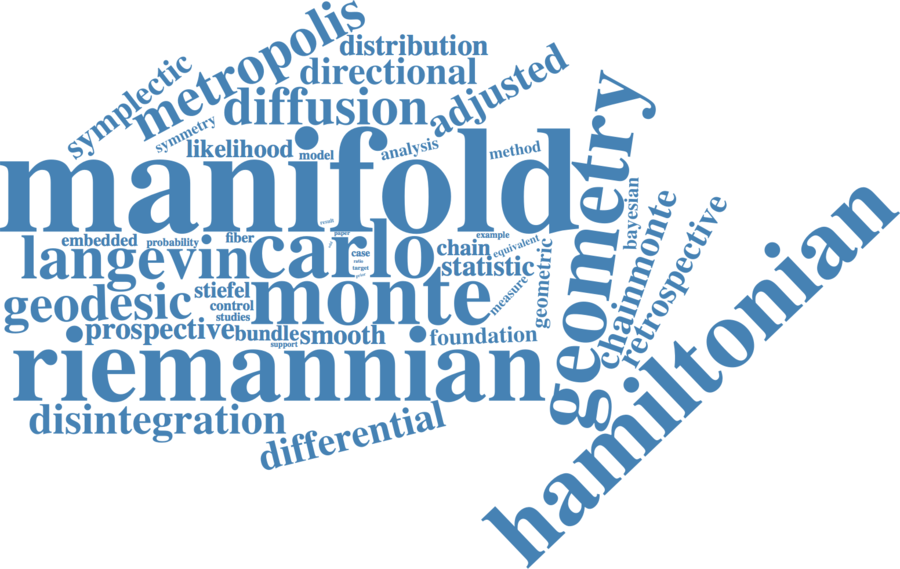 metropolis
distribution
symplectic
directional
adjusted
diffusion
symmetry
likelihood
model
analysis
method
manifold
geometry
result
paper
embedded
probability
fiber
carlo
example
bayesian
langevin
case
ratio
target
chain
equivalent
statistic
chainmonte
retrospective
hamiltonian
geodesic
stiefel
control
studies
monte
measure
geometric
prospective
bundle
smooth
support
foundation
riemannian
disintegration
differential